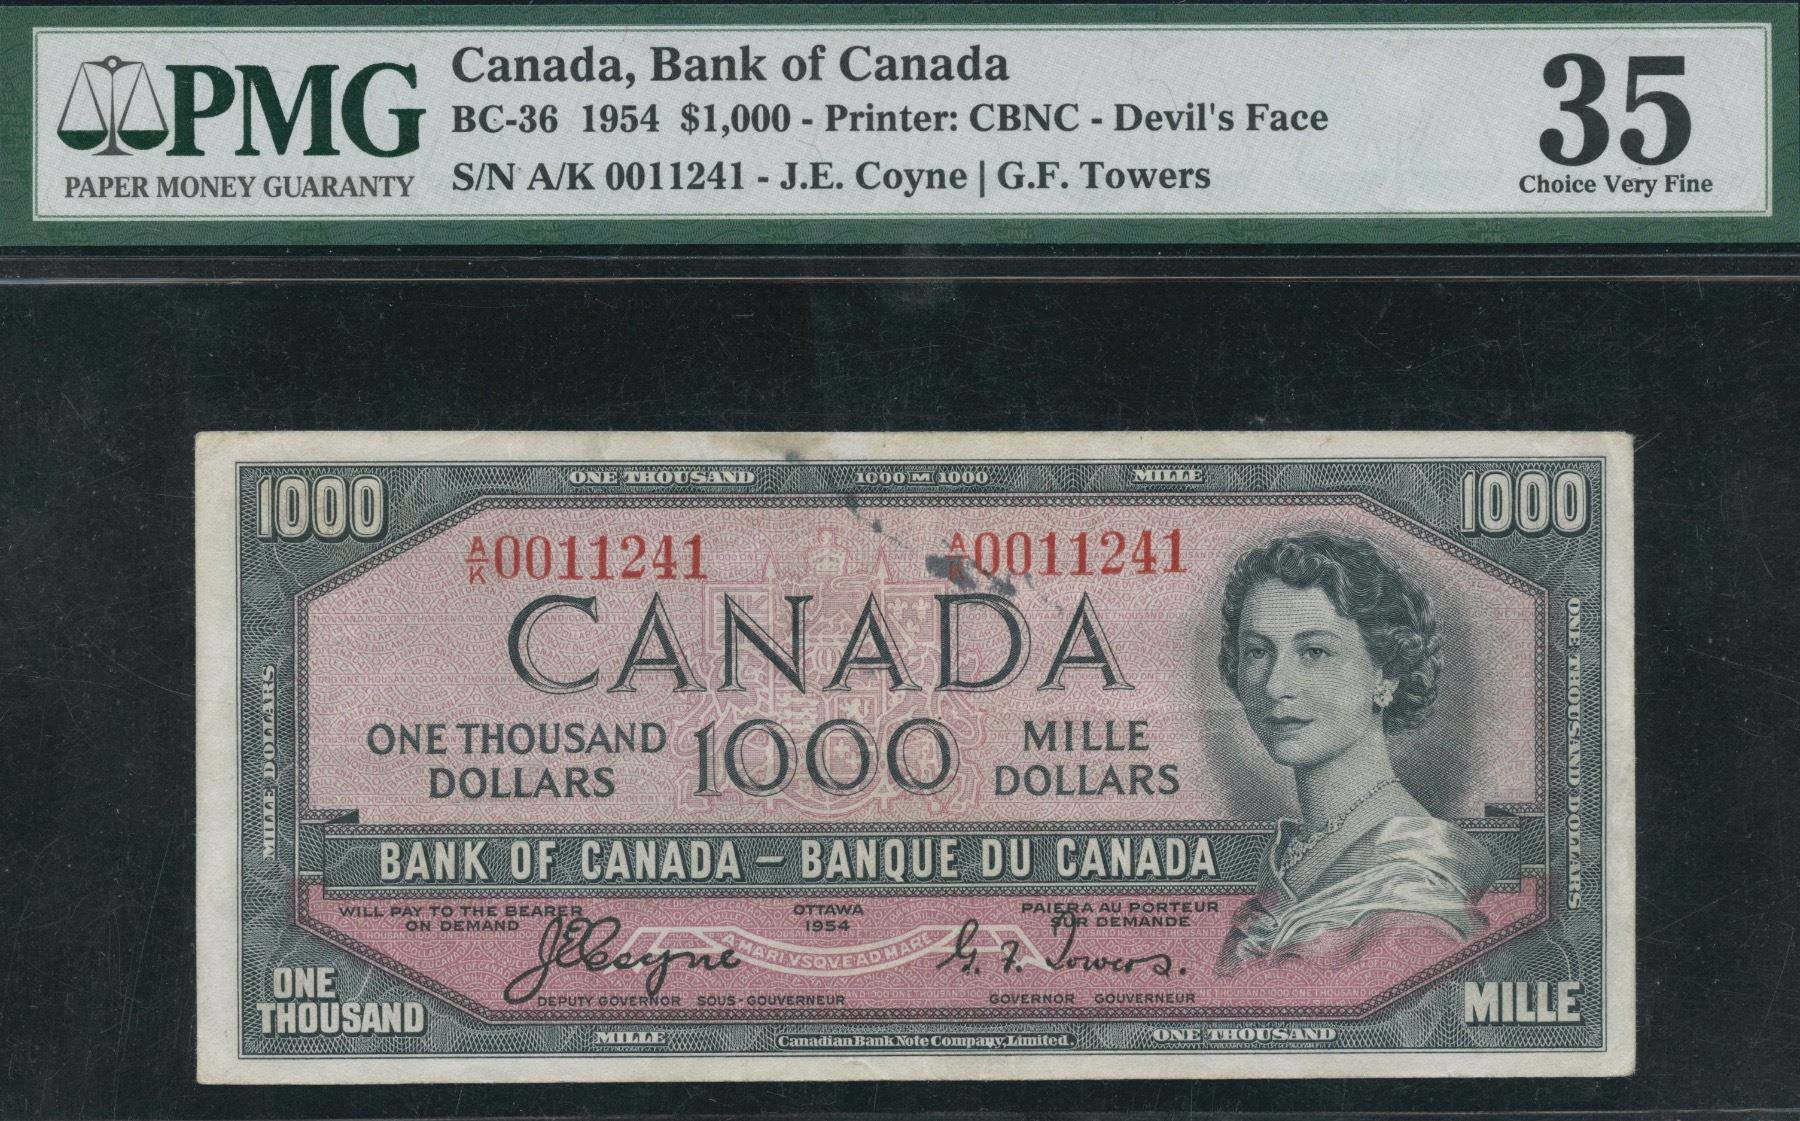 PMG
PAPER MONEY GUARANTY
Canada, Bank of Canada
BC-36 1954 $1,000 - Printer: CBNC - Devil's Face
S/N A/K 0011241 - J.E. Coyne | G.F. Towers
35
Choice Very Fine
ONE THOUSAND 1000 M 1000 MILLE
1000 1000
A/K 0011241 A/K 0011241
CANADA
ONE THOUSAND DOLLARS 1000 MILLE DOLLARS
MILLE DOLLARS
ONE THOUSAND DOLLARS
BANK OF CANADA – BANQUE DU CANADA
WILL PAY TO THE BEARER ON DEMAND
OTTAWA 1954
PAIERA AU PORTEUR SUR DEMANDE
A MARI VSQVE AD MARE
JECoyne G. F. Towers.
DEPUTY GOVERNOR SOUS-GOUVERNEUR GOVERNOR GOUVERNEUR
ONE THOUSAND MILLE
MILLE Canadian Bank Note Company, Limited. ONE THOUSAND